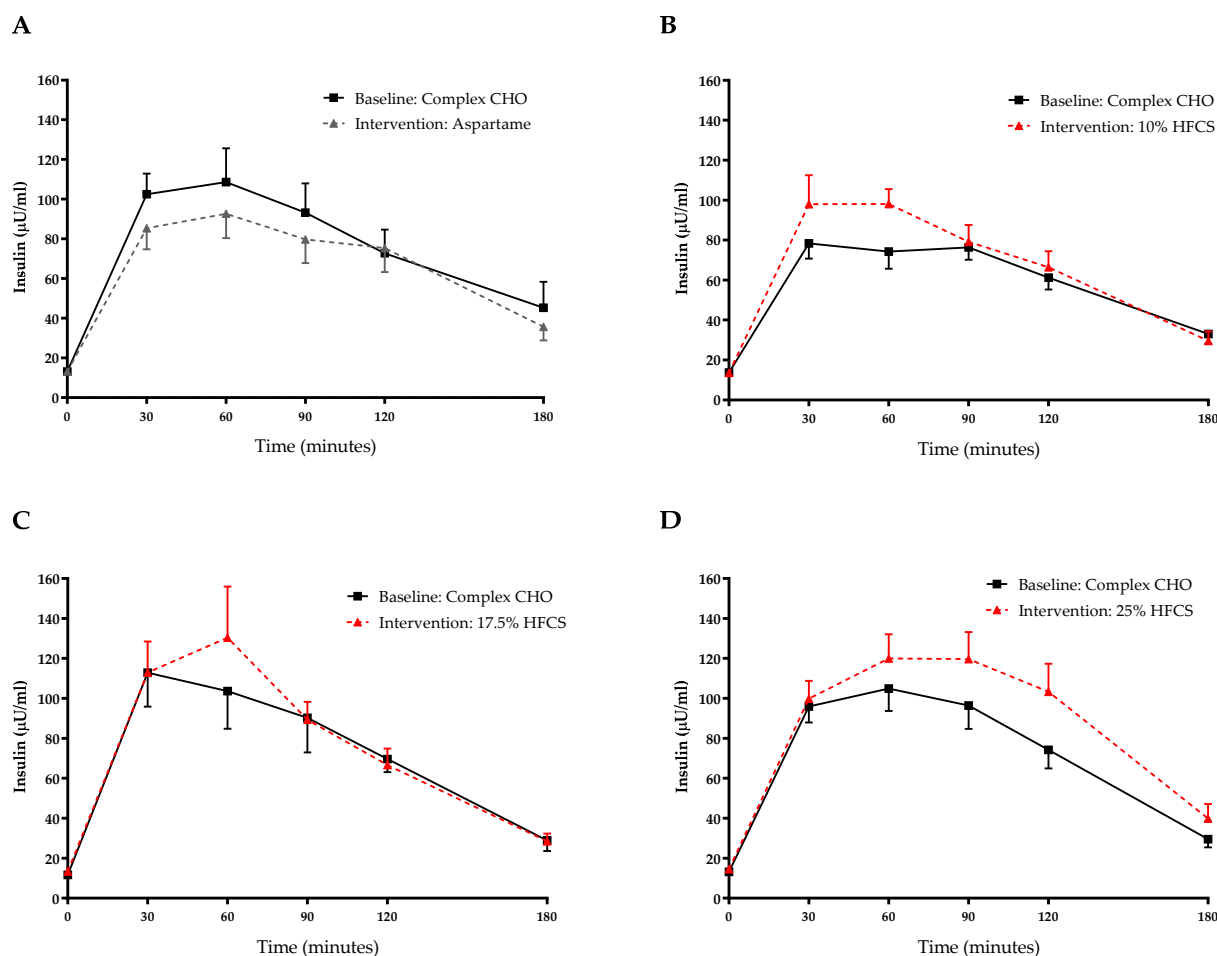 A
160
140
120
100
80
60
40
20
0
Insulin (µU/ml)
Baseline: Complex CHO
Intervention: Aspartame
0 30 60 90 120 180
Time (minutes)
B
160
140
120
100
80
60
40
20
0
Insulin (µU/ml)
Baseline: Complex CHO
Intervention: 10% HFCS
0 30 60 90 120 180
Time (minutes)
C
160
140
120
100
80
60
40
20
0
Insulin (µU/ml)
Baseline: Complex CHO
Intervention: 17.5% HFCS
0 30 60 90 120 180
Time (minutes)
D
160
140
120
100
80
60
40
20
0
Insulin (µU/ml)
Baseline: Complex CHO
Intervention: 25% HFCS
0 30 60 90 120 180
Time (minutes)